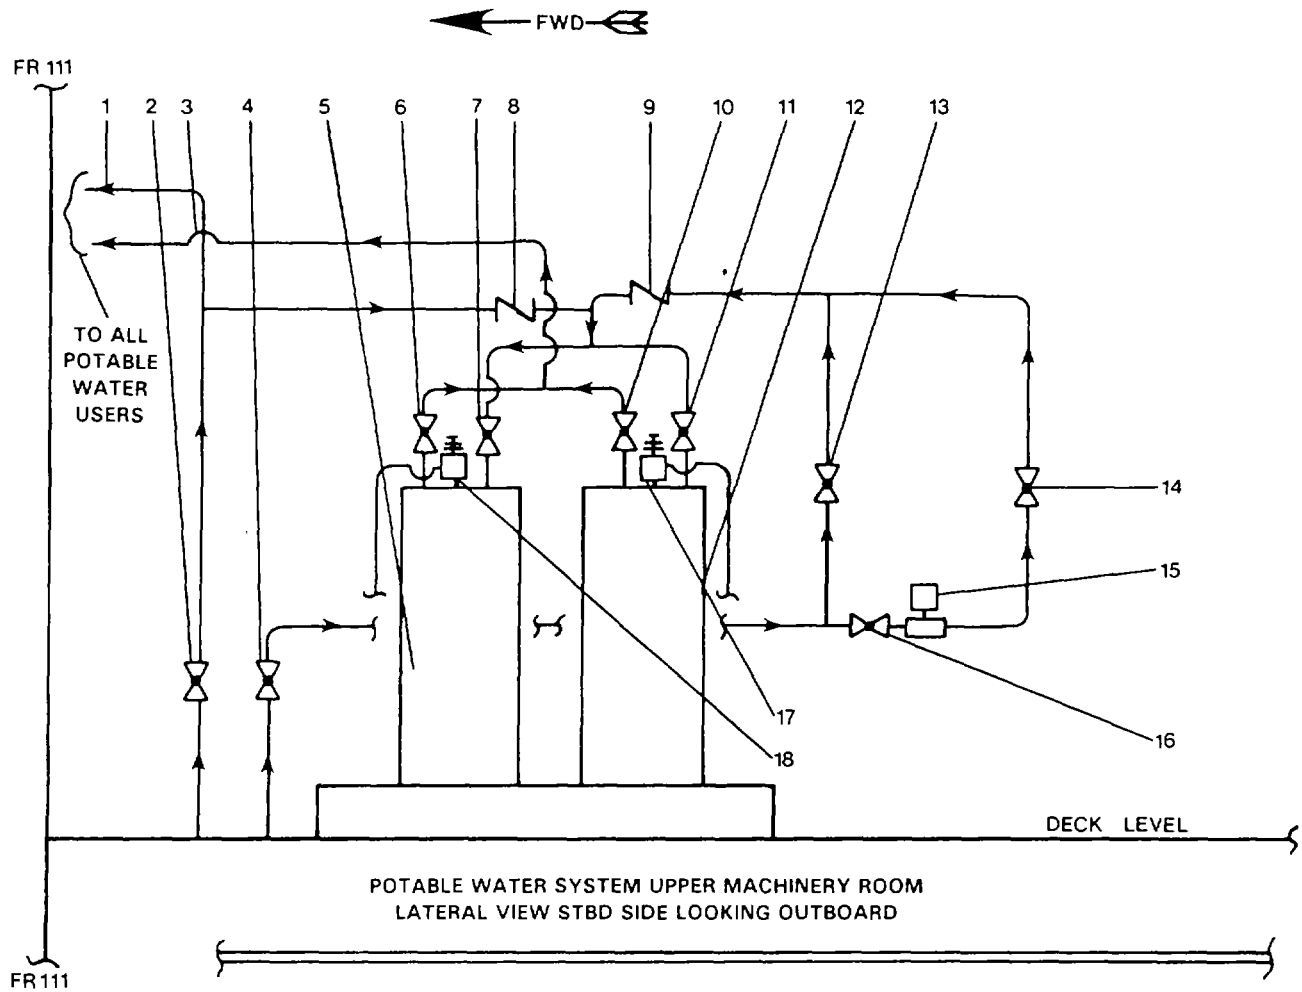 FWD
FR 111
1 2 3 4 5 6 7 8 9 10 11 12 13
TO ALL
POTABLE
WATER
USERS
14
15
16
17
18
DECK LEVEL
POTABLE WATER SYSTEM UPPER MACHINERY ROOM
LATERAL VIEW STBD SIDE LOOKING OUTBOARD
FR 111